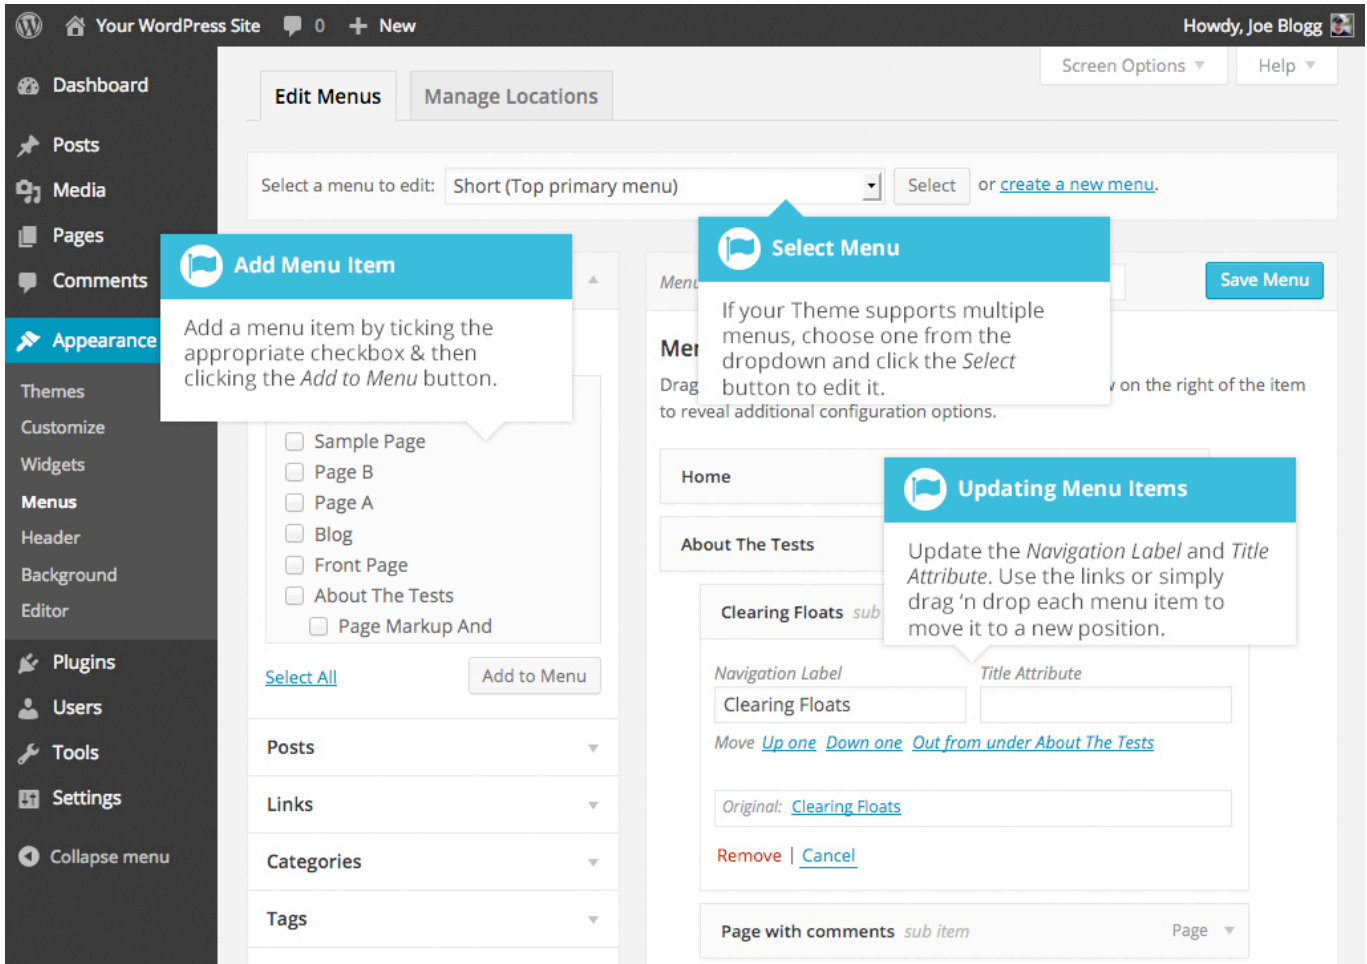 Your WordPress Site 0 New Howdy, Joe Blogg
Screen Options Help
Dashboard
Posts
Media
Pages
Comments
Appearance
Themes
Customize
Widgets
Menus
Header
Background
Editor
Plugins
Users
Tools
Settings
Collapse menu
Edit Menus Manage Locations
Select a menu to edit: Short (Top primary menu) Select or create a new menu.
Add Menu Item
Add a menu item by ticking the
appropriate checkbox & then
clicking the Add to Menu button.
Sample Page
Page B
Page A
Blog
Front Page
About The Tests
Page Markup And
Select All Add to Menu
Posts
Links
Categories
Tags
Select Menu
If your Theme supports multiple
menus, choose one from the
dropdown and click the Select
button to edit it.
Menu
Save Menu
Drag on the right of the item
to reveal additional configuration options.
Home
About The Tests
Updating Menu Items
Update the Navigation Label and Title
Attribute. Use the links or simply
drag ‘n drop each menu item to
move it to a new position.
Clearing Floats sub
Navigation Label Title Attribute
Clearing Floats
Move Up one Down one Out from under About The Tests
Original: Clearing Floats
Remove | Cancel
Page with comments sub item Page